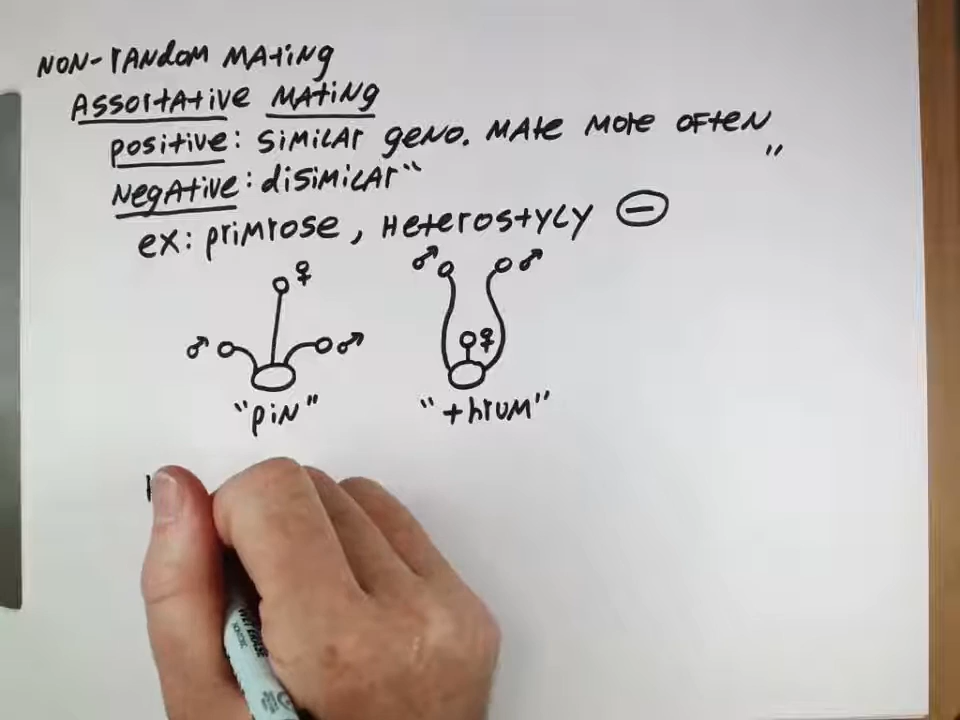 NON-rANdOM MAtiNg
ASSOrtAtive MAtiNg
positive: SiMiLAr geNO. MAte MOre OFteN
NegAtive: diSiMiLAr " "
ex: primrOSe, HeterOStyLy ⊖
♀
♂ ♂
♂ ♂
♀
"piN" "thrUM"